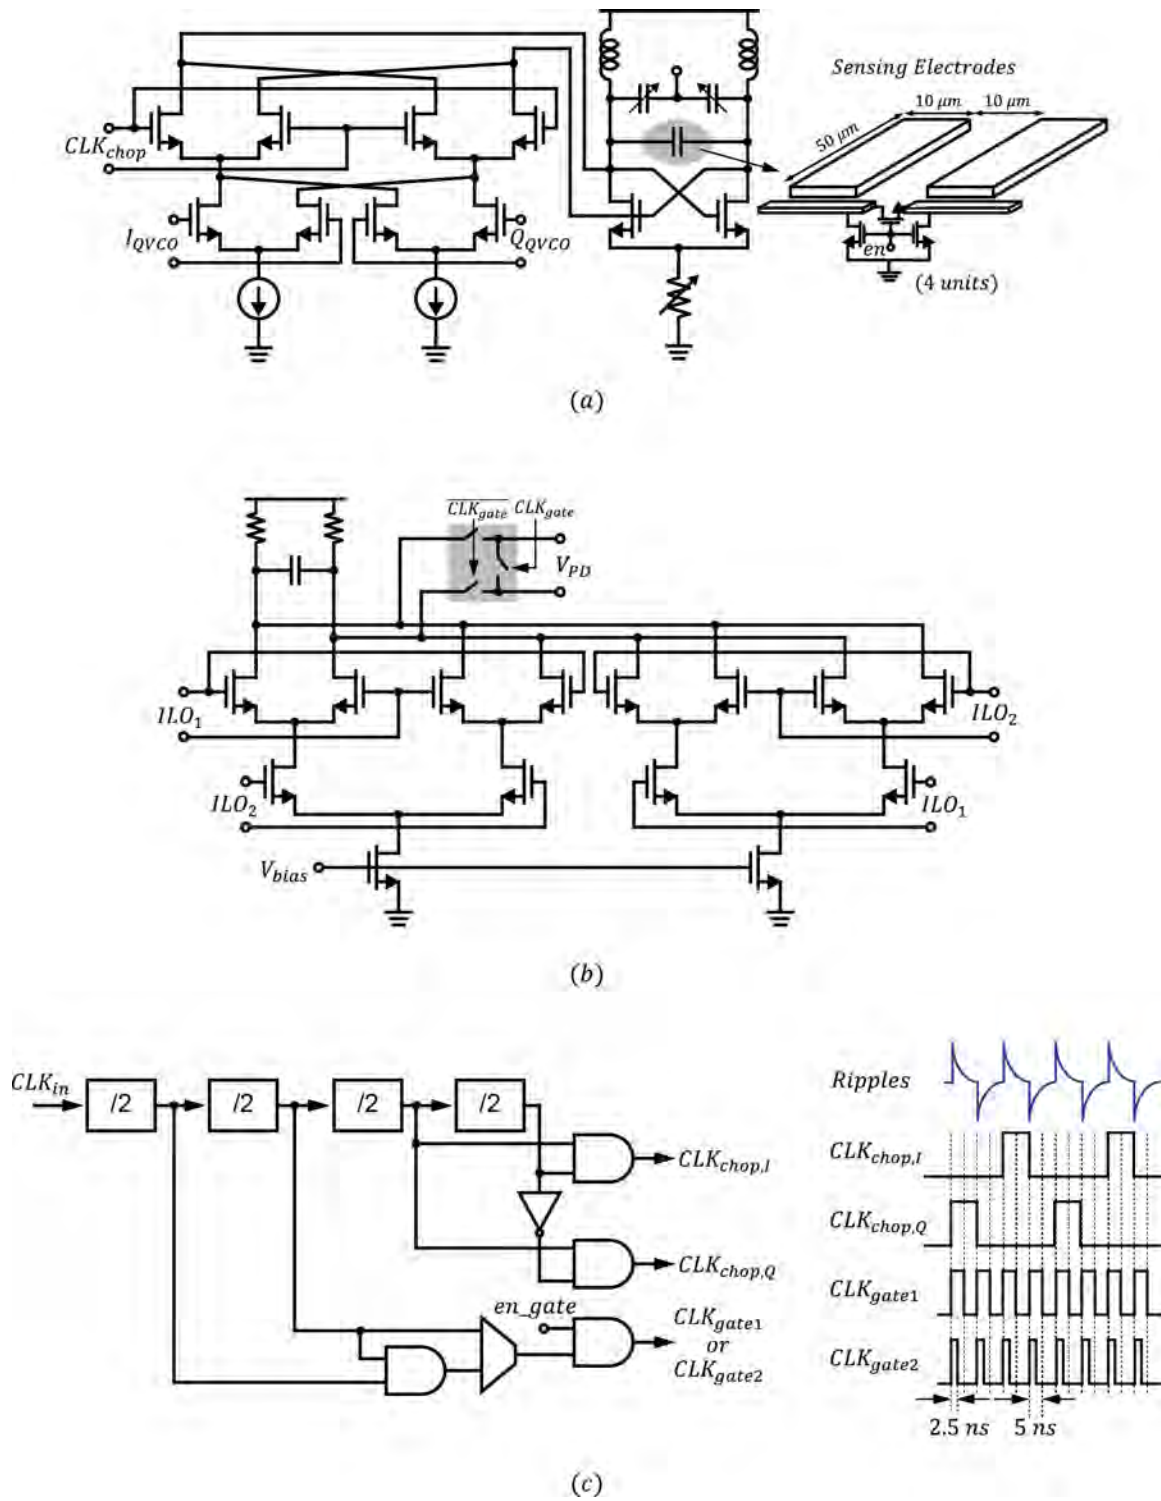 Sensing Electrodes
10 μm 10 μm
50 μm
CLK_chop
I_QVCO
Q_QVCO
en
(4 units)
(a)
CLK_gate CLK_gate
V_PD
ILO_1
ILO_2
ILO_2
ILO_1
V_bias
(b)
CLK_in
/2 /2 /2 /2
CLK_chop,I
CLK_chop,Q
en_gate
CLK_gate1
or
CLK_gate2
Ripples
CLK_chop,I
CLK_chop,Q
CLK_gate1
CLK_gate2
2.5 ns 5 ns
(c)